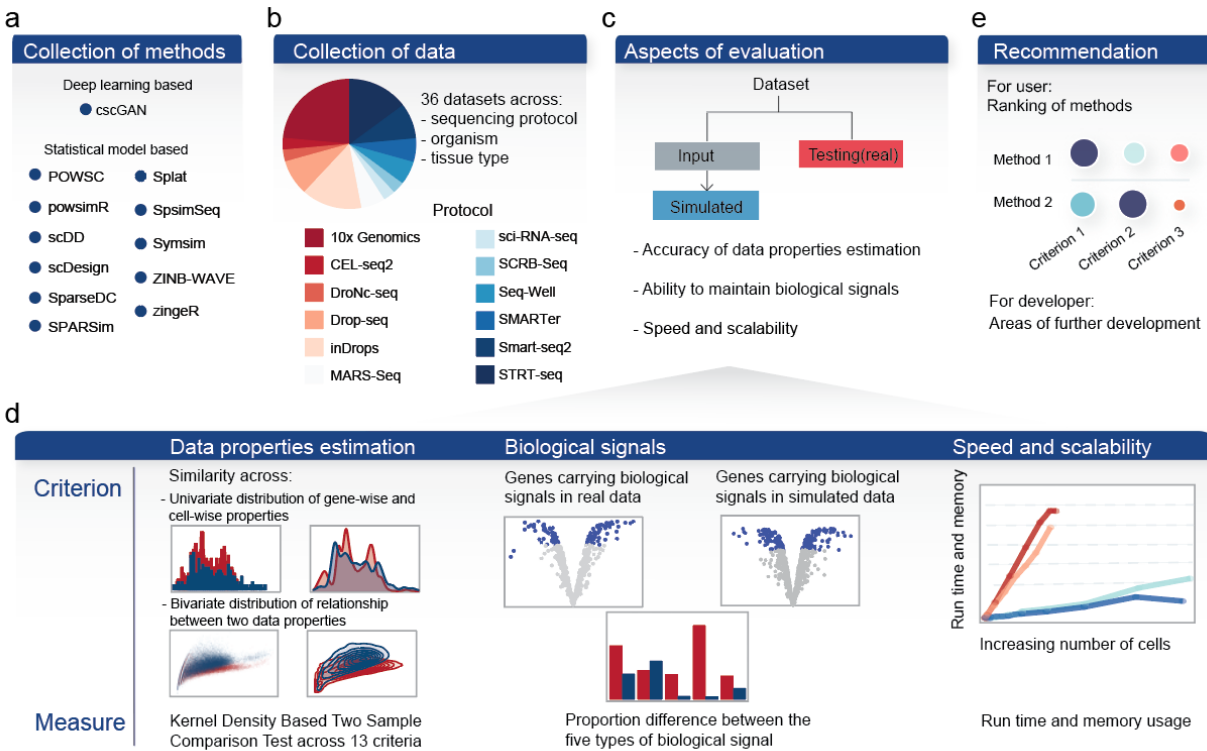 a
Collection of methods
Deep learning based
cscGAN
Statistical model based
POWSC
powsimR
scDD
scDesign
SparseDC
SPARSim
Splat
SpsimSeq
Symsim
ZINB-WAVE
zingeR
b
Collection of data
36 datasets across:
- sequencing protocol
- organism
- tissue type
Protocol
10x Genomics
CEL-seq2
DroNc-seq
Drop-seq
inDrops
MARS-Seq
sci-RNA-seq
SCRB-Seq
Seq-Well
SMARTer
Smart-seq2
STRT-seq
c
Aspects of evaluation
Dataset
Input
Testing(real)
Simulated
- Accuracy of data properties estimation
- Ability to maintain biological signals
- Speed and scalability
e
Recommendation
For user:
Ranking of methods
Method 1
Method 2
Criterion 1
Criterion 2
Criterion 3
For developer:
Areas of further development
d
Data properties estimation
Biological signals
Speed and scalability
Criterion
Similarity across:
- Univariate distribution of gene-wise and
cell-wise properties
- Bivariate distribution of relationship
between two data properties
Genes carrying biological
signals in real data
Genes carrying biological
signals in simulated data
Run time and memory
Increasing number of cells
Measure
Kernel Density Based Two Sample
Comparison Test across 13 criteria
Proportion difference between the
five types of biological signal
Run time and memory usage